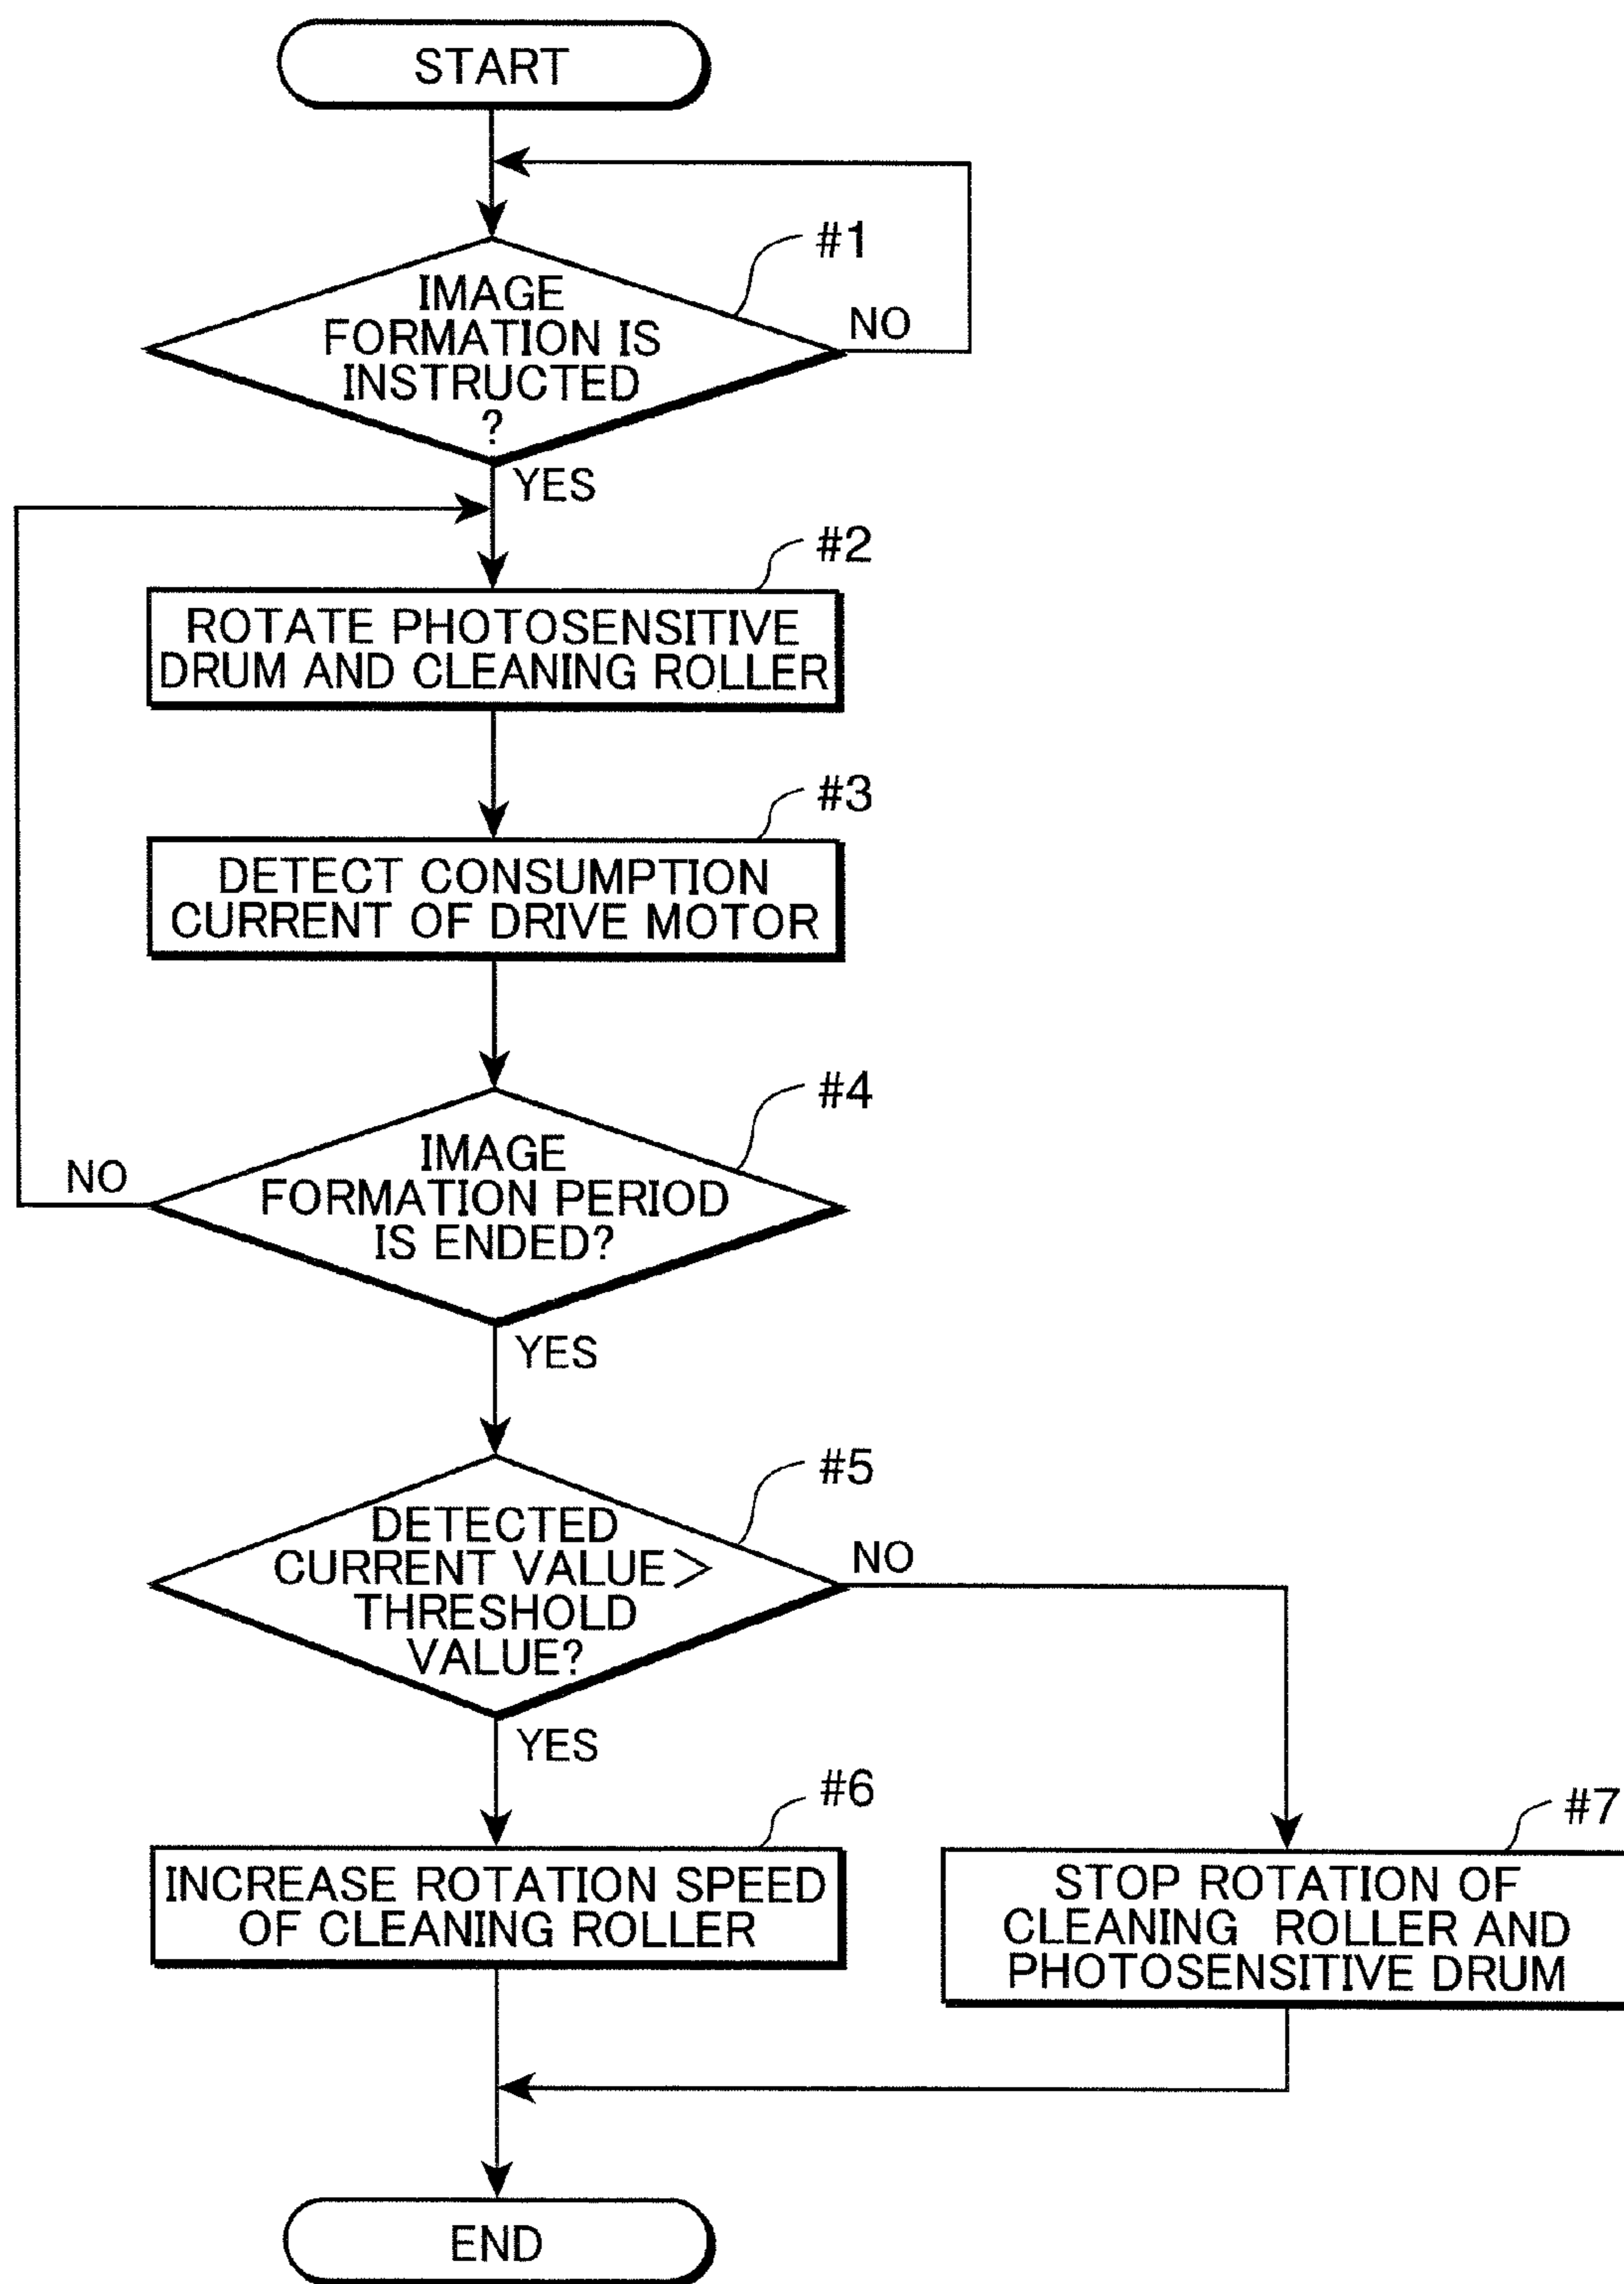 START
#1
IMAGE
FORMATION IS
INSTRUCTED
?
NO
YES
#2
ROTATE PHOTOSENSITIVE
DRUM AND CLEANING ROLLER
#3
DETECT CONSUMPTION
CURRENT OF DRIVE MOTOR
#4
IMAGE
FORMATION PERIOD
IS ENDED?
NO
YES
#5
DETECTED
CURRENT VALUE>
THRESHOLD
VALUE?
NO
YES
#6
INCREASE ROTATION SPEED
OF CLEANING ROLLER
#7
STOP ROTATION OF
CLEANING ROLLER AND
PHOTOSENSITIVE DRUM
END